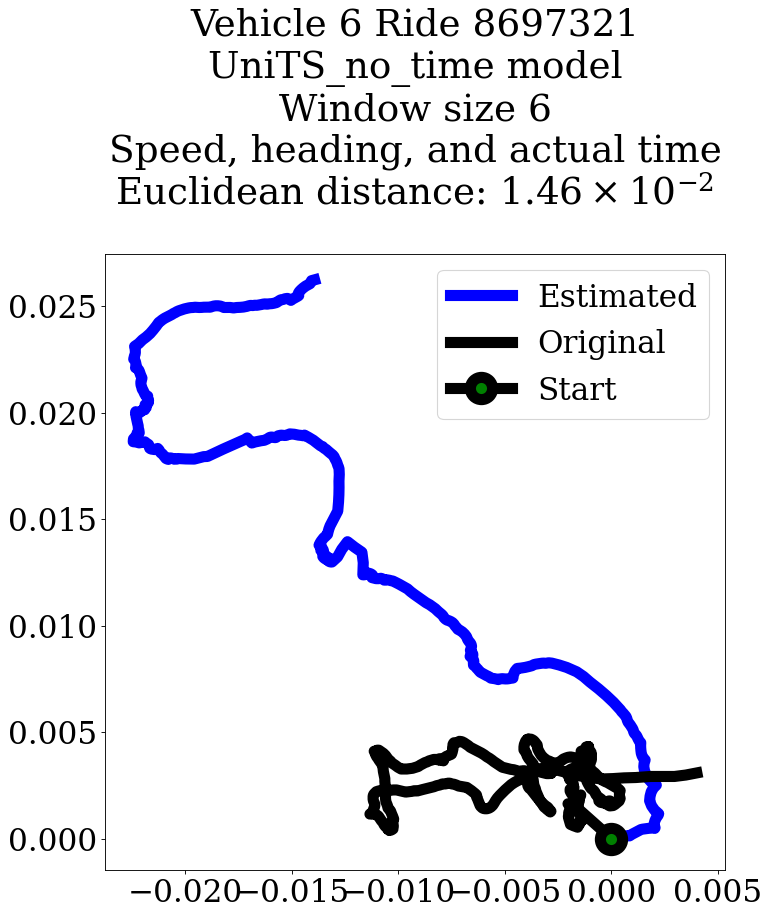 Vehicle 6 Ride 8697321
UniTS_no_time model
Window size 6
Speed, heading, and actual time
Euclidean distance: 1.46 × 10⁻²
Estimated
Original
Start
0.025
0.020
0.015
0.010
0.005
0.000
−0.020 −0.015 −0.010 −0.005 0.000 0.005